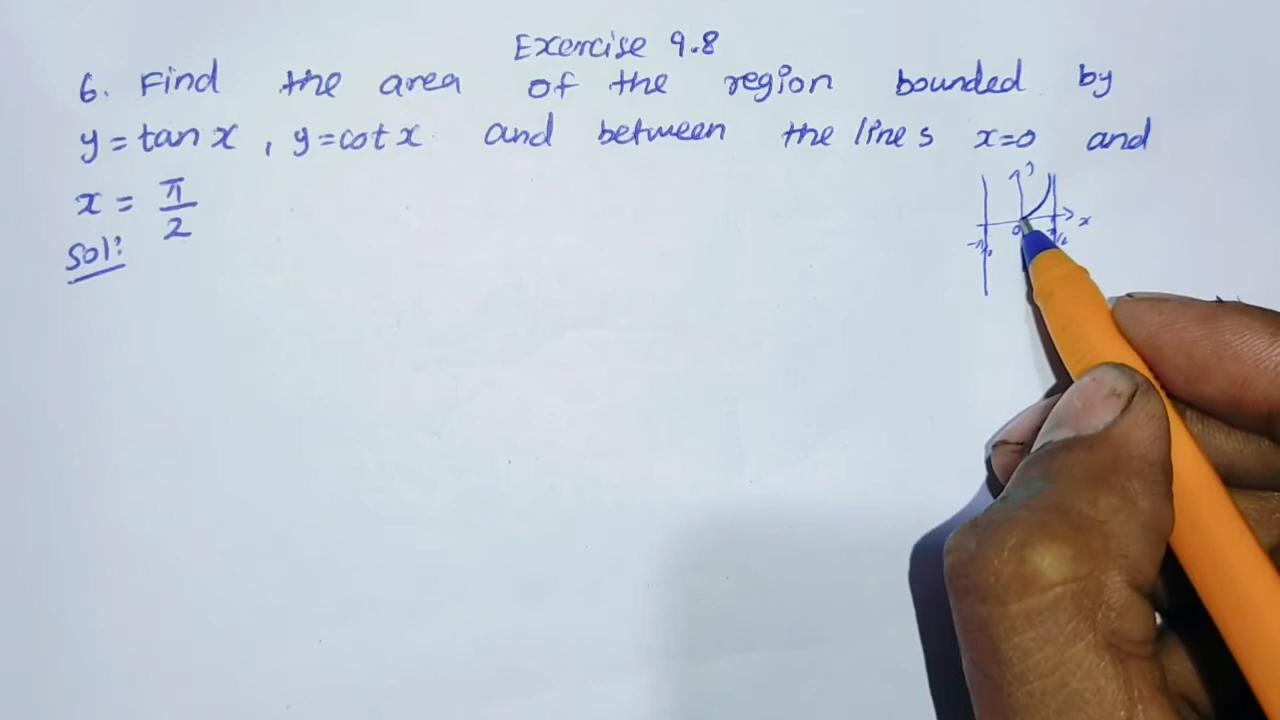 Exercise 9.8
6. Find the area of the region bounded by
y = tan x , y = cot x and between the lines x=0 and
x = π/2
Sol:
y
x
0